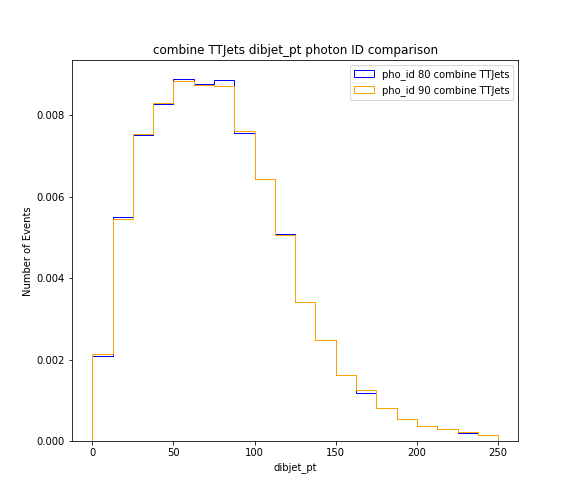 combine TTJets dibjet_pt photon ID comparison
pho_id 80 combine TTJets
pho_id 90 combine TTJets
Number of Events
0.008
0.006
0.004
0.002
0.000
0
50
100
150
200
250
dibjet_pt